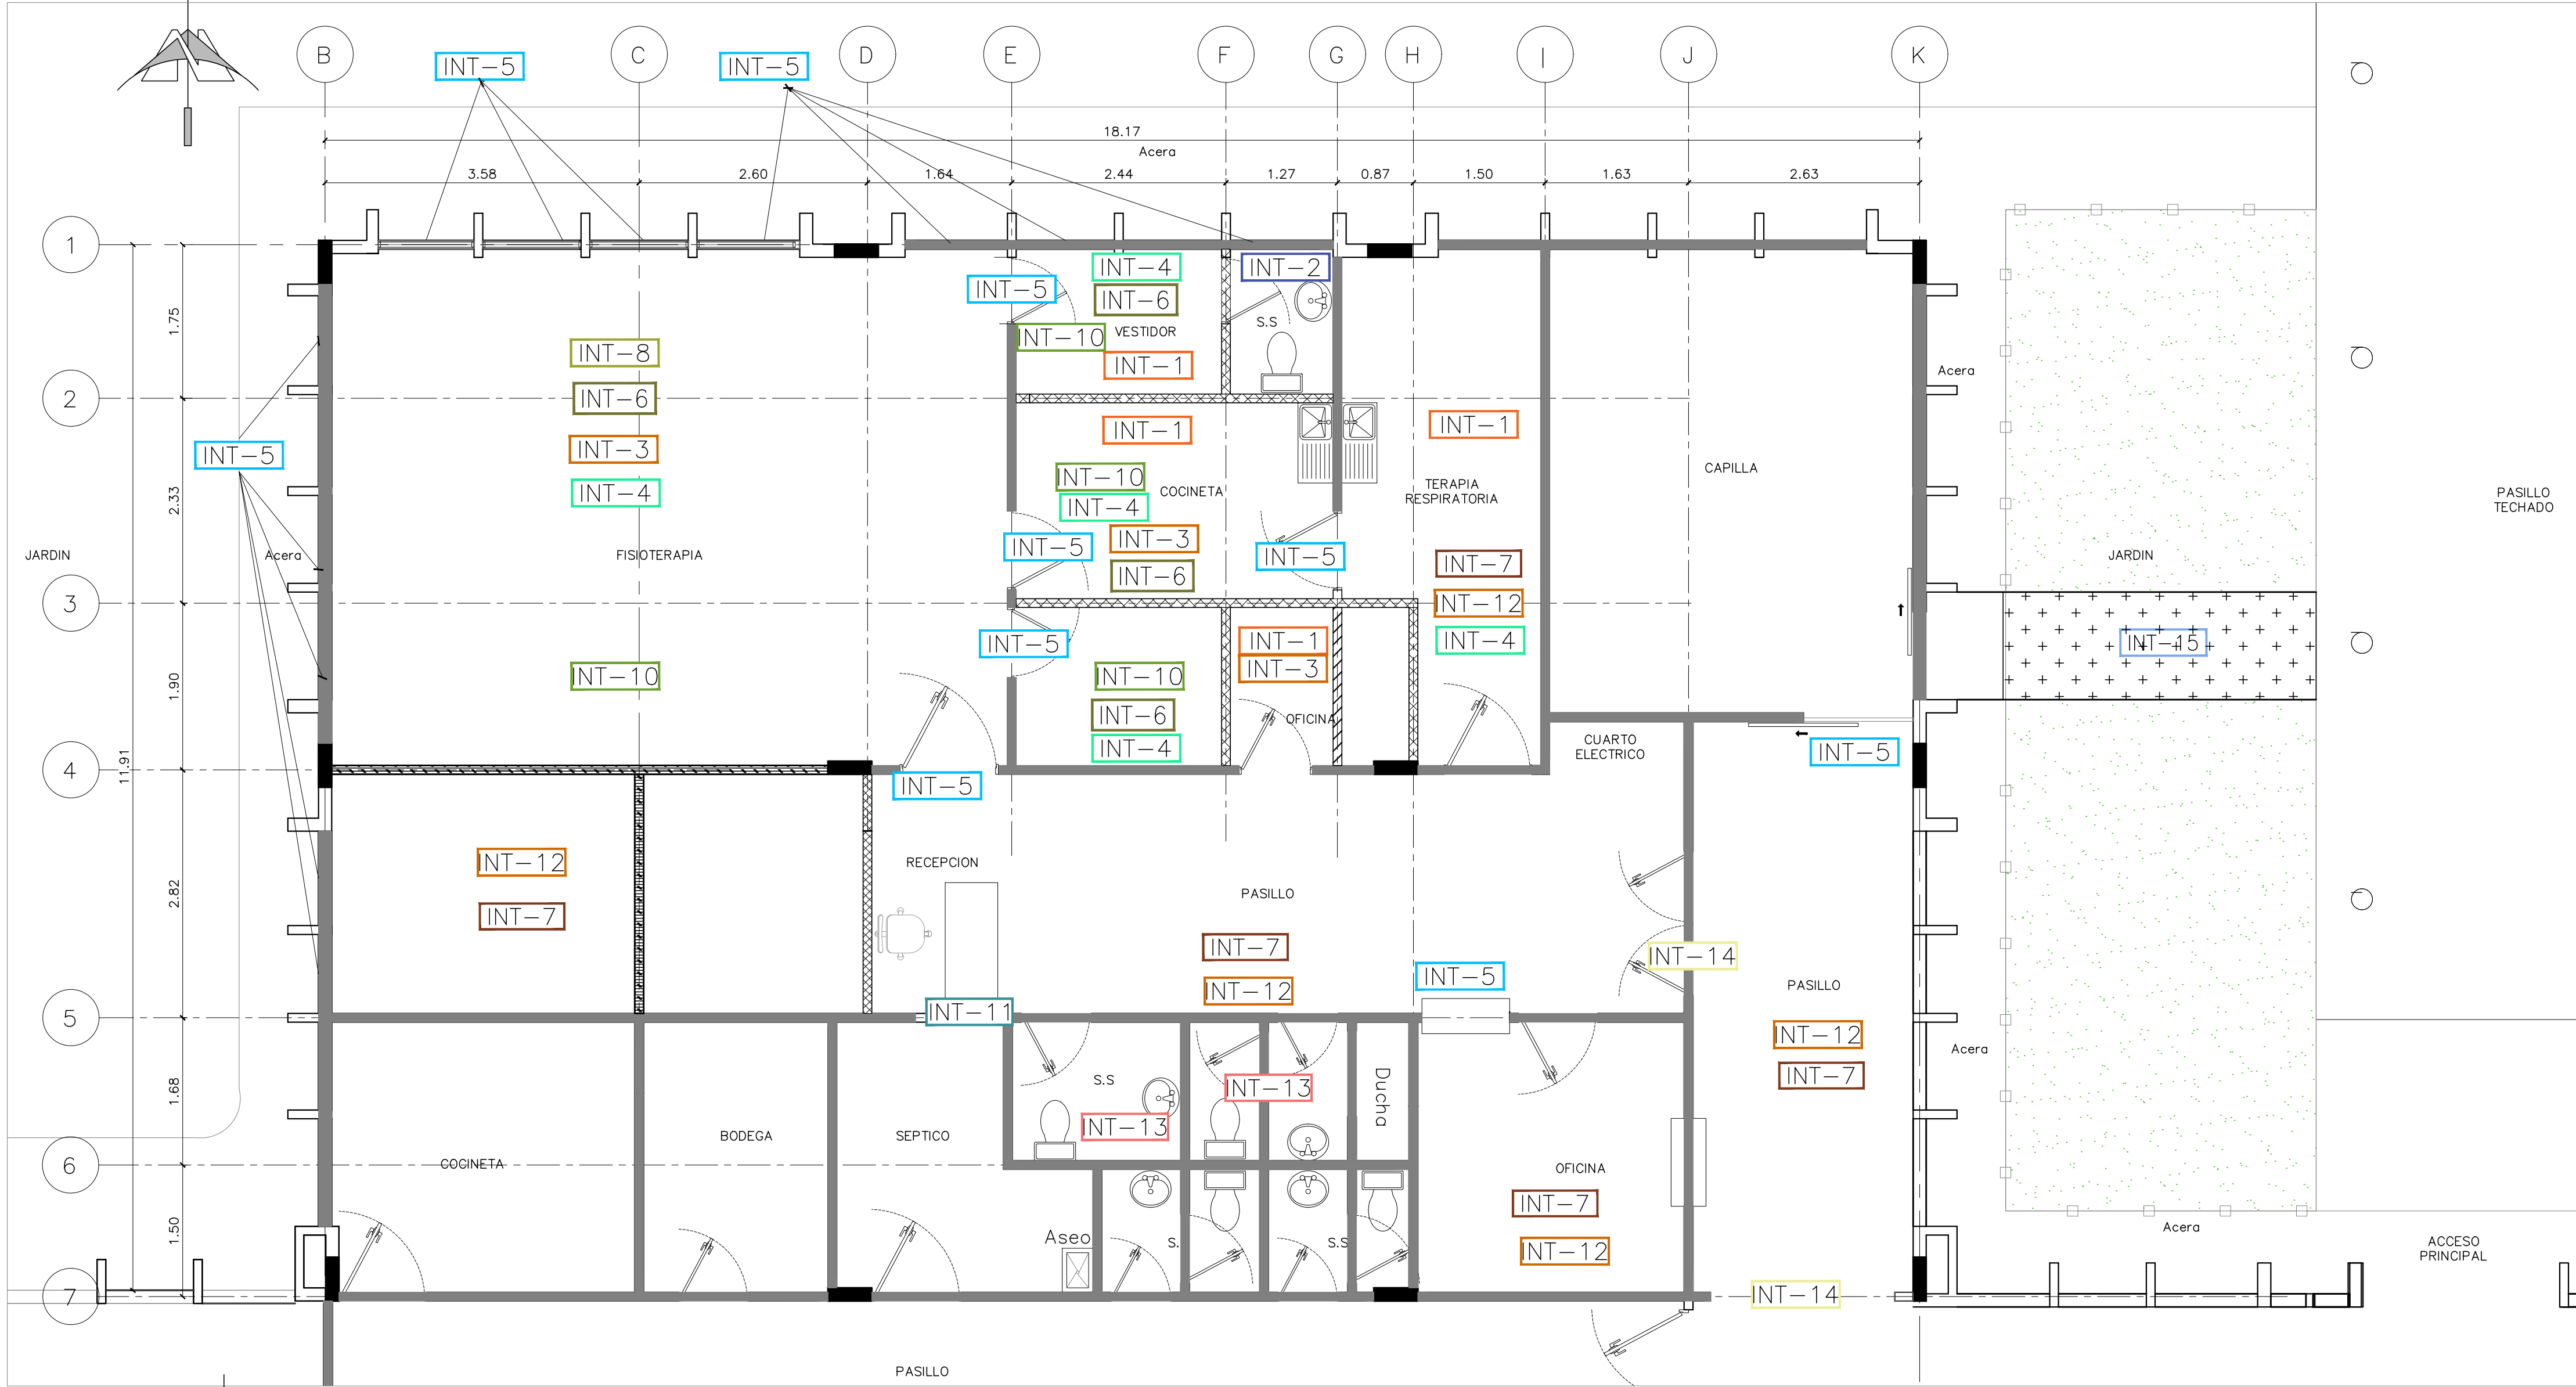 B
C
D
E
F
G
H
I
J
K
INT-5
INT-5
18.17
Acera
3.58
2.60
1.64
2.44
1.27
0.87
1.50
1.63
2.63
1
INT-4
INT-2
INT-5
INT-6
1.75
INT-10
VESTIDOR
S.S
INT-8
INT-1
Acera
2
INT-6
INT-1
INT-1
INT-3
INT-5
CAPILLA
INT-10
COCINETA
TERAPIA
RESPIRATORIA
INT-4
INT-4
2.33
PASILLO
TECHADO
INT-3
JARDIN
Acera
FISIOTERAPIA
INT-5
INT-5
INT-7
JARDIN
INT-6
3
INT-12
INT-5
INT-1
INT-4
INT-15
INT-3
INT-10
INT-10
1.90
INT-6
OFICINA
INT-4
CUARTO
ELECTRICO
INT-5
11.91
4
INT-5
INT-12
RECEPCION
2.82
PASILLO
INT-7
INT-7
INT-14
INT-5
PASILLO
INT-12
5
INT-11
INT-12
Acera
S.S
INT-13
Ducha
INT-7
1.68
INT-13
BODEGA
SEPTICO
6
COCINETA
OFICINA
INT-7
1.50
Aseo
S.
S.S
INT-12
Acera
ACCESO
PRINCIPAL
7
INT-14
PASILLO